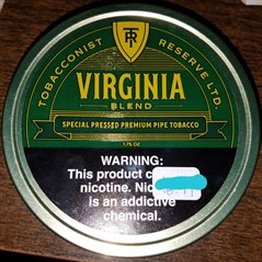 TR
TOBACCONIST RESERVE LTD.
VIRGINIA
BLEND
SPECIAL PRESSED PREMIUM PIPE TOBACCO
1.75 OZ
WARNING:
This product
nicotine.
is an addictive
chemical.